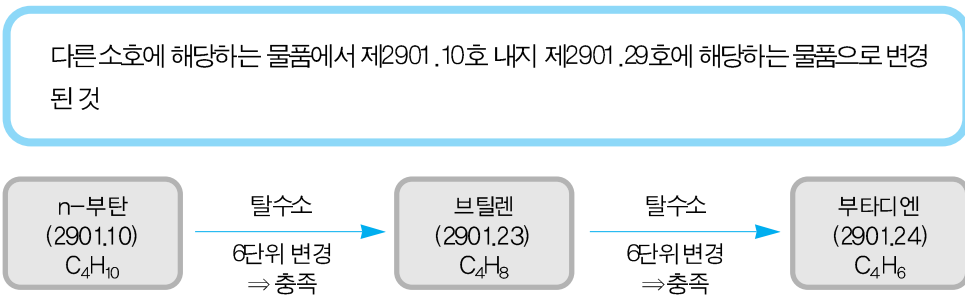 다른 소호에 해당하는 물품에서 제2901.10호 내지 제2901.29호에 해당하는 물품으로 변경
된 것
n-부탄
(2901.10)
C₄H₁₀
탈수소
6단위 변경
⇒ 충족
브틸렌
(2901.23)
C₄H₈
탈수소
6단위 변경
⇒ 충족
부타디엔
(2901.24)
C₄H₆